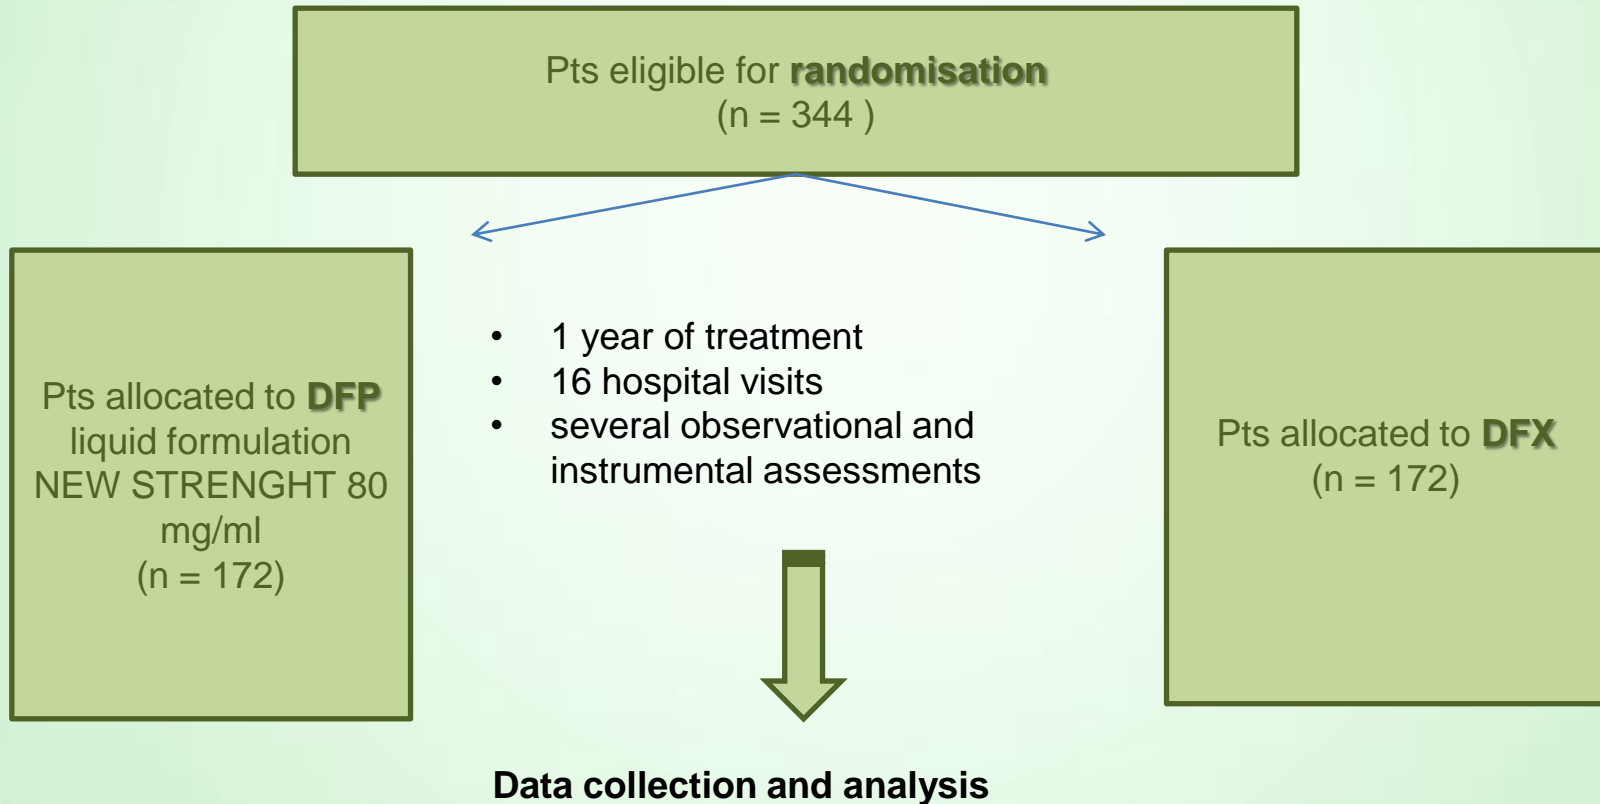 Pts eligible for randomisation
(n = 344 )
Pts allocated to DFP
liquid formulation
NEW STRENGHT 80
mg/ml
(n = 172)
• 1 year of treatment
• 16 hospital visits
• several observational and
instrumental assessments
Pts allocated to DFX
(n = 172)
Data collection and analysis